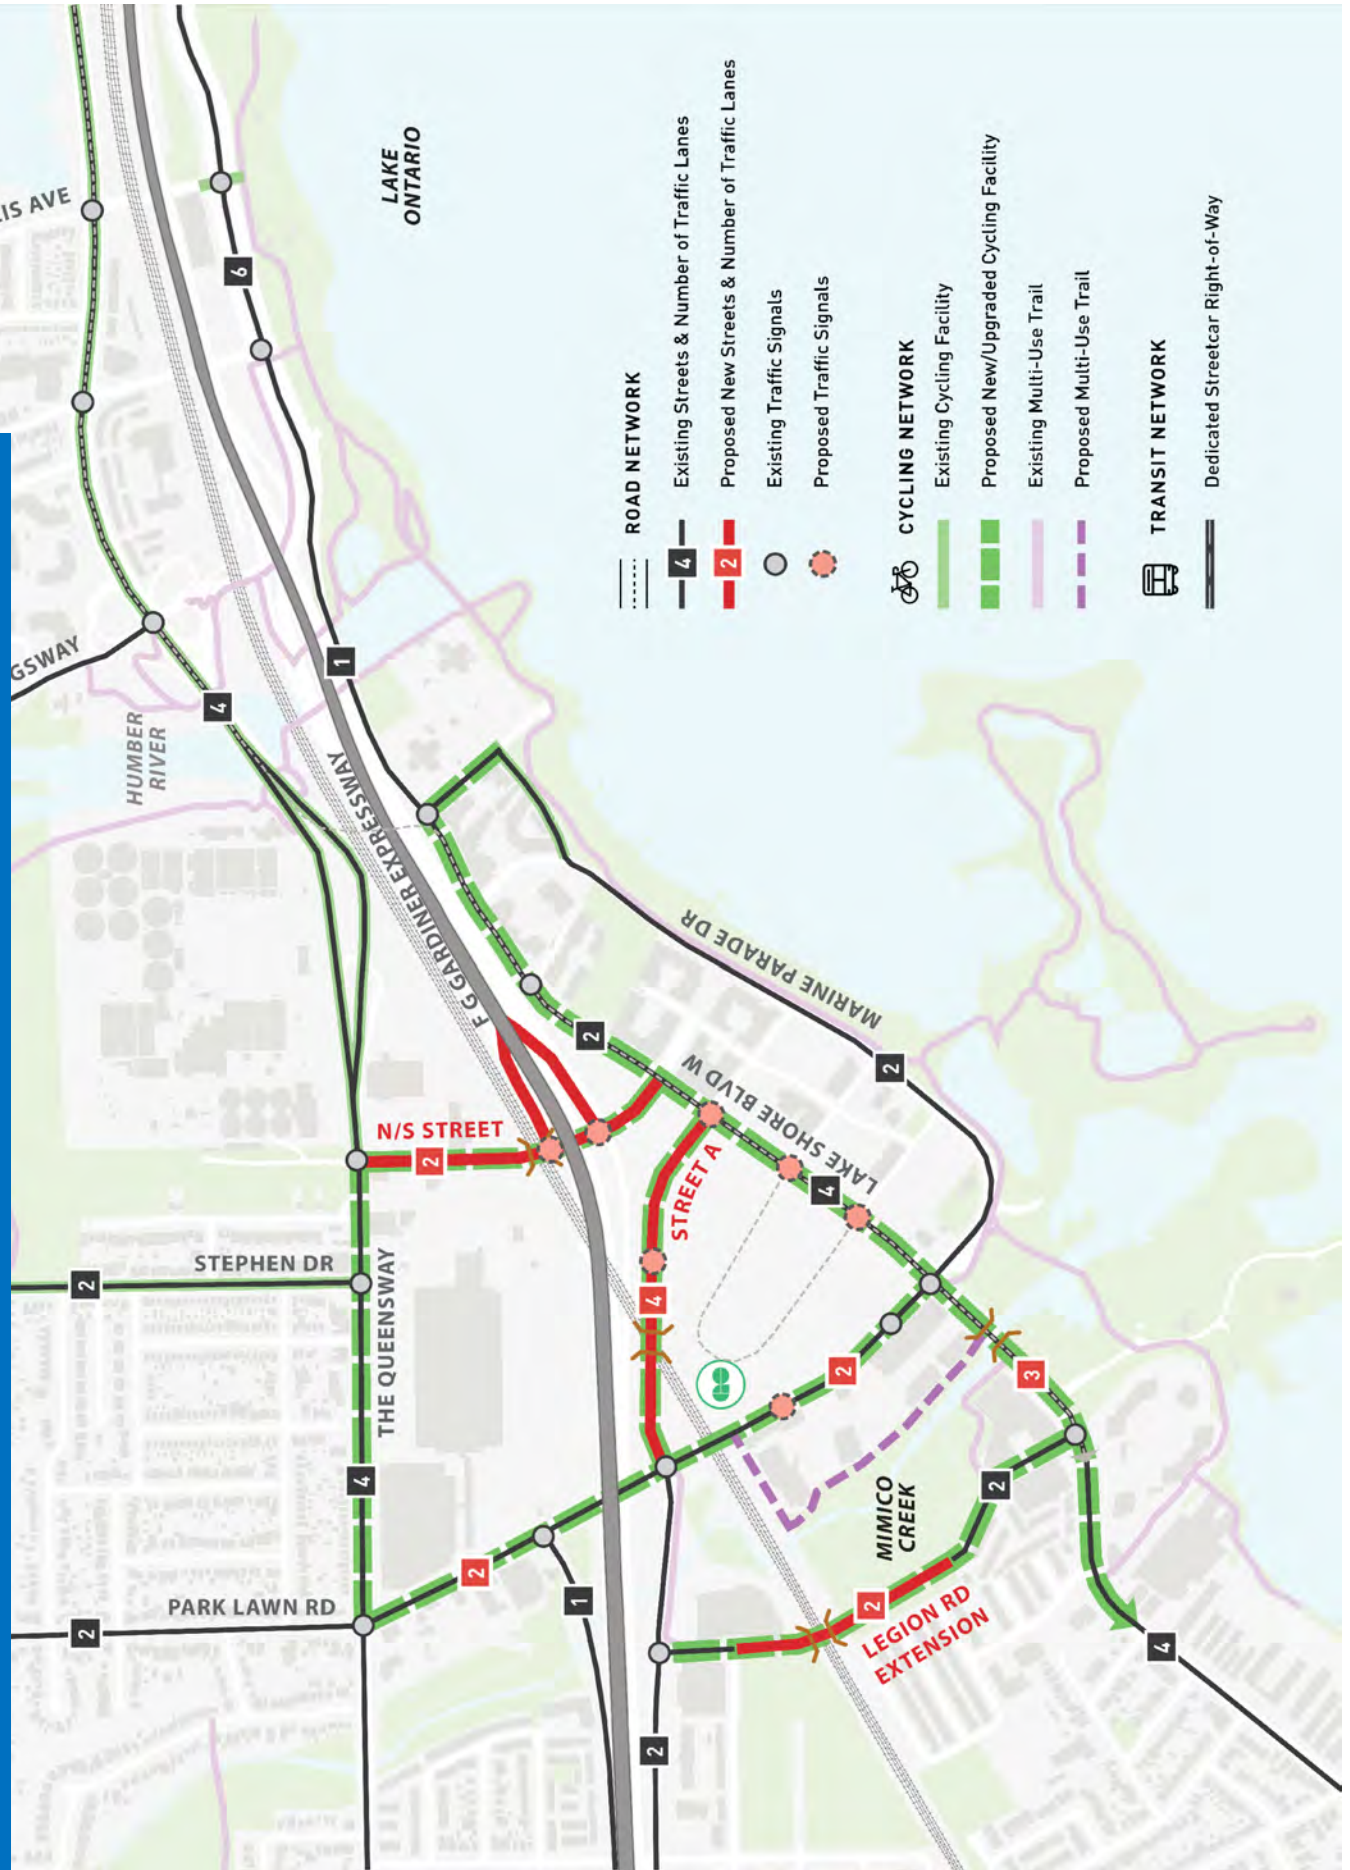 LIS AVE
LAKE
ONTARIO
6
GSWAY
1
HUMBER
RIVER
4
F G GARDINER EXPRESSWAY
MARINE PARADE DR
2
2
LAKE SHORE BLVD W
4
N/S STREET
2
STREET A
4
STEPHEN DR
2
THE QUEENSWAY
4
PARK LAWN RD
2
2
2
1
GO
3
MIMICO
CREEK
2
2
LEGION RD
EXTENSION
2
4
ROAD NETWORK
4
Existing Streets & Number of Traffic Lanes
2
Proposed New Streets & Number of Traffic Lanes
Existing Traffic Signals
Proposed Traffic Signals
CYCLING NETWORK
Existing Cycling Facility
Proposed New/Upgraded Cycling Facility
Existing Multi-Use Trail
Proposed Multi-Use Trail
TRANSIT NETWORK
Dedicated Streetcar Right-of-Way